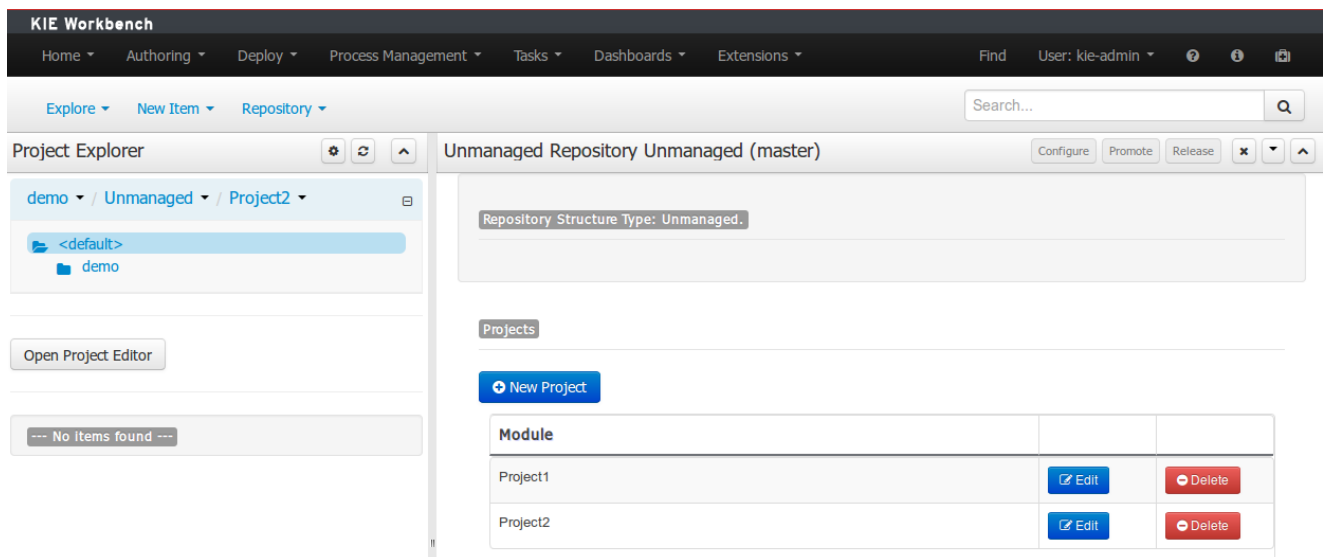 KIE Workbench
Home Authoring Deploy Process Management Tasks Dashboards Extensions Find User: kie-admin
Explore New Item Repository Search...
Project Explorer
demo / Unmanaged / Project2
<default>
demo
Open Project Editor
--- No Items found ---
Unmanaged Repository Unmanaged (master) Configure Promote Release
Repository Structure Type: Unmanaged.
Projects
New Project
Module
Project1 Edit Delete
Project2 Edit Delete